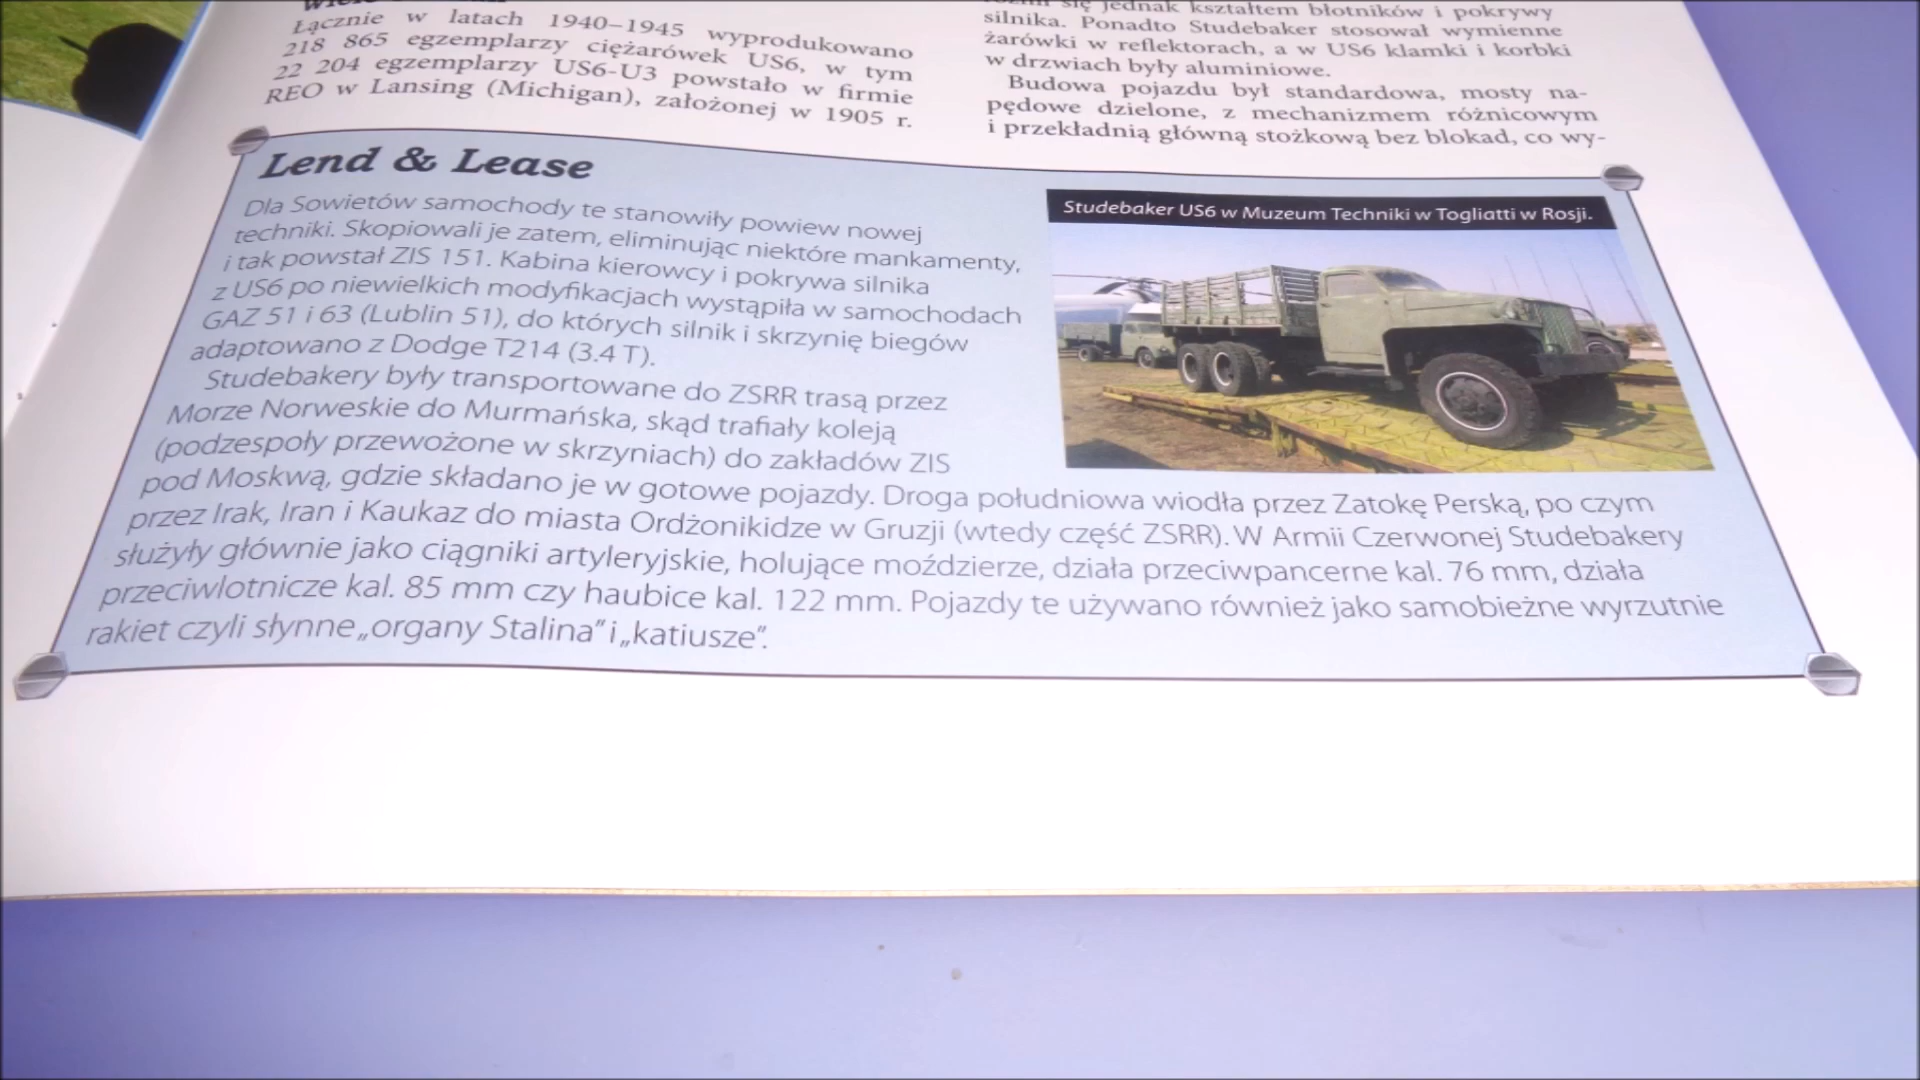 Łącznie w latach 1940–1945 wyprodukowano
218 865 egzemplarzy ciężarówek US6, w tym
22 204 egzemplarzy US6-U3 powstało w firmie
REO w Lansing (Michigan), założonej w 1905 r.
się jednak kształtem błotników i pokrywy
silnika. Ponadto Studebaker stosował wymienne
żarówki w reflektorach, a w US6 klamki i korbki
w drzwiach były aluminiowe.
Budowa pojazdu był standardowa, mosty na-
pędowe dzielone, z mechanizmem różnicowym
i przekładnią główną stożkową bez blokad, co wy-
Lend & Lease
Dla Sowietów samochody te stanowiły powiew nowej
techniki. Skopiowali je zatem, eliminując niektóre mankamenty,
i tak powstał ZIS 151. Kabina kierowcy i pokrywa silnika
z US6 po niewielkich modyfikacjach wystąpiła w samochodach
GAZ 51 i 63 (Lublin 51), do których silnik i skrzynię biegów
adaptowano z Dodge T214 (3.4 T).
Studebakery były transportowane do ZSRR trasą przez
Morze Norweskie do Murmańska, skąd trafiały koleją
(podzespoły przewożone w skrzyniach) do zakładów ZIS
pod Moskwą, gdzie składano je w gotowe pojazdy. Droga południowa wiodła przez Zatokę Perską, po czym
przez Irak, Iran i Kaukaz do miasta Ordżonikidze w Gruzji (wtedy część ZSRR). W Armii Czerwonej Studebakery
służyły głównie jako ciągniki artyleryjskie, holujące moździerze, działa przeciwpancerne kal. 76 mm, działa
przeciwlotnicze kal. 85 mm czy haubice kal. 122 mm. Pojazdy te używano również jako samobieżne wyrzutnie
rakiet czyli słynne „organy Stalina" i „katiusze".
Studebaker US6 w Muzeum Techniki w Togliatti w Rosji.